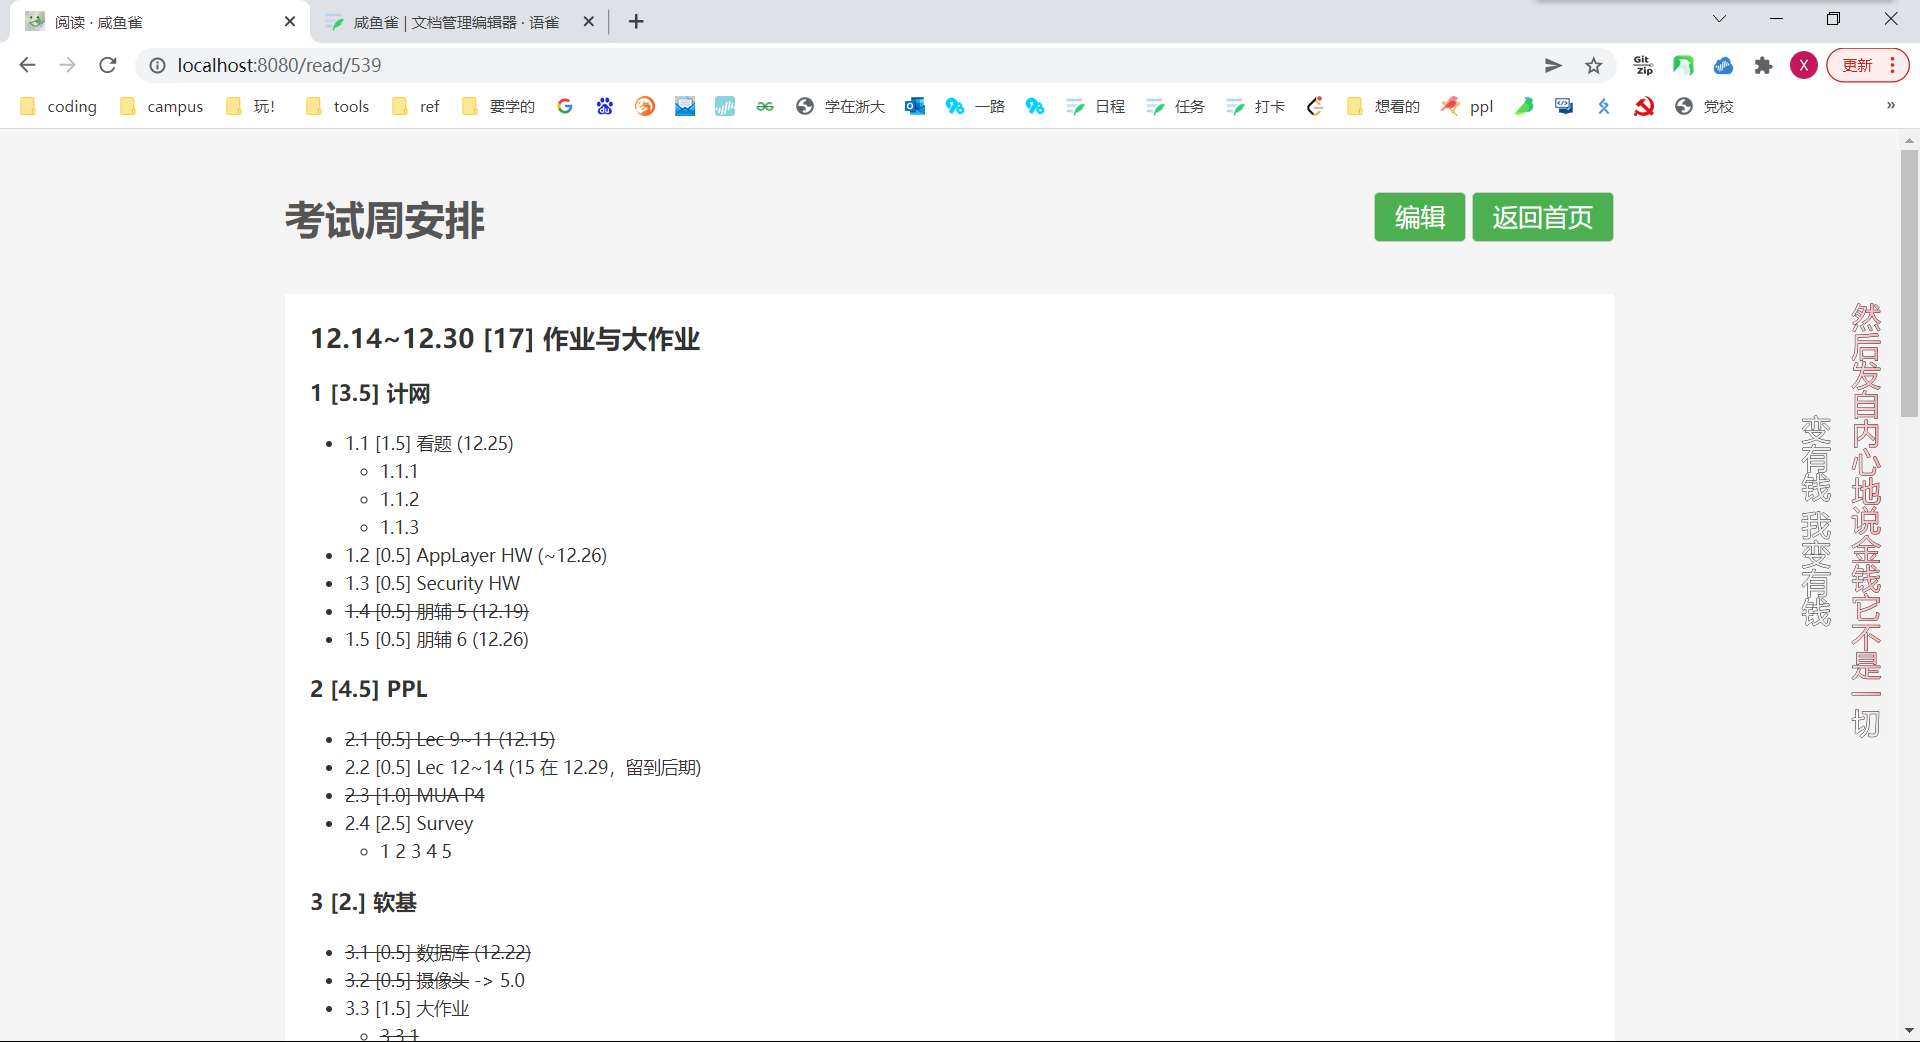 阅读 · 咸鱼雀
咸鱼雀 | 文档管理编辑器 · 语雀
localhost:8080/read/539
Git Zip
X
更新
coding
campus
玩！
tools
ref
要学的
学在浙大
一路
日程
任务
打卡
想看的
ppl
党校
»
考试周安排
编辑
返回首页
12.14~12.30 [17] 作业与大作业
1 [3.5] 计网
1.1 [1.5] 看题 (12.25)
1.1.1
1.1.2
1.1.3
1.2 [0.5] AppLayer HW (~12.26)
1.3 [0.5] Security HW
1.4 [0.5] 朋辅 5 (12.19)
1.5 [0.5] 朋辅 6 (12.26)
2 [4.5] PPL
2.1 [0.5] Lec 9~11 (12.15)
2.2 [0.5] Lec 12~14 (15 在 12.29，留到后期)
2.3 [1.0] MUA P4
2.4 [2.5] Survey
1 2 3 4 5
3 [2.] 软基
3.1 [0.5] 数据库 (12.22)
3.2 [0.5] 摄像头 -> 5.0
3.3 [1.5] 大作业
3.3.1
然后发自内心地说金钱它不是一切
变有钱 我变有钱